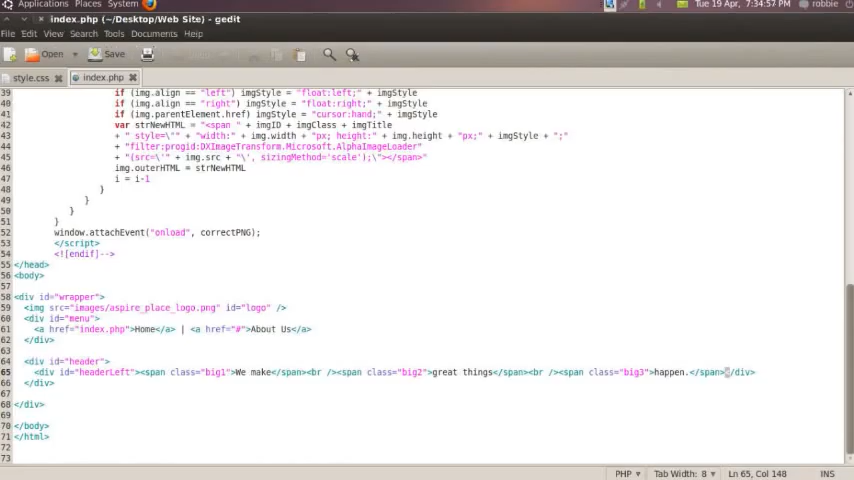 Applications Places System Tue 19 Apr, 7:34:57 PM robbie
index.php (~/Desktop/Web Site) - gedit
File Edit View Search Tools Documents Help
Open Save
style.css index.php
39 if (img.align == "left") imgStyle = "float:left;" + imgStyle
40 if (img.align == "right") imgStyle = "float:right;" + imgStyle
41 if (img.parentElement.href) imgStyle = "cursor:hand;" + imgStyle
42 var strNewHTML = "<span " + imgID + imgClass + imgTitle
43 + " style=\"" + "width:" + img.width + "px; height:" + img.height + "px;" + imgStyle + ";"
44 + "filter:progid:DXImageTransform.Microsoft.AlphaImageLoader"
45 + "(src=\'" + img.src + "\', sizingMethod='scale');\"></span>"
46 img.outerHTML = strNewHTML
47 i = i-1
48 }
49 }
50 }
51 }
52 window.attachEvent("onload", correctPNG);
53 </script>
54 <![endif]-->
55 </head>
56 <body>
57
58 <div id="wrapper">
59 <img src="images/aspire_place_logo.png" id="logo" />
60 <div id="menu">
61 <a href="index.php">Home</a> | <a href="#">About Us</a>
62 </div>
63
64 <div id="header">
65 <div id="headerLeft"><span class="big1">We make</span><br /><span class="big2">great things</span><br /><span class="big3">happen.</span></div>
66 </div>
67
68 </div>
69
70 </body>
71 </html>
72
73
PHP Tab Width: 8 Ln 65, Col 148 INS